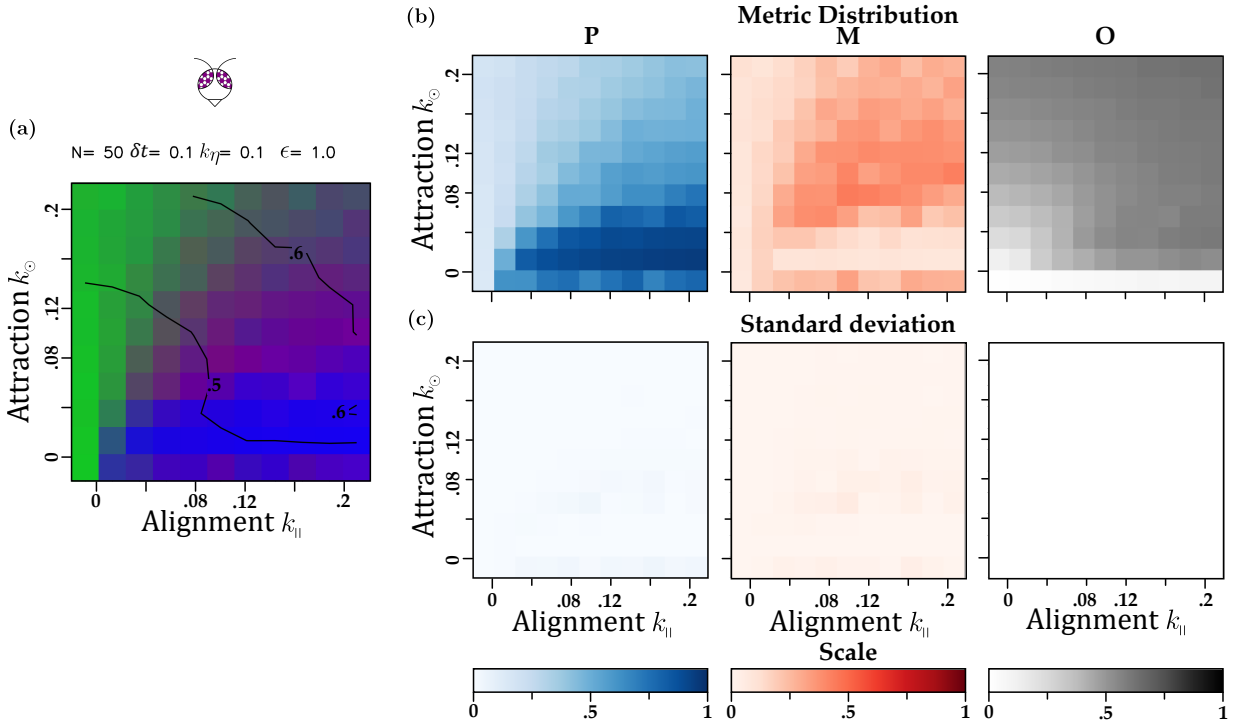 (a)
N= 50 δt= 0.1 kη= 0.1 ϵ= 1.0
Attraction k⊙
.2
.12
.08
0
.6
.5
.6
0
.08
.12
.2
Alignment k||
(b)
Metric Distribution
P
M
O
Attraction k⊙
.2
.12
.08
0
(c)
Standard deviation
Attraction k⊙
.2
.12
.08
0
0 .08 .12 .2
0 .08 .12 .2
0 .08 .12 .2
Alignment k||
Alignment k||
Alignment k||
Scale
0 .5 1
0 .5 1
0 .5 1